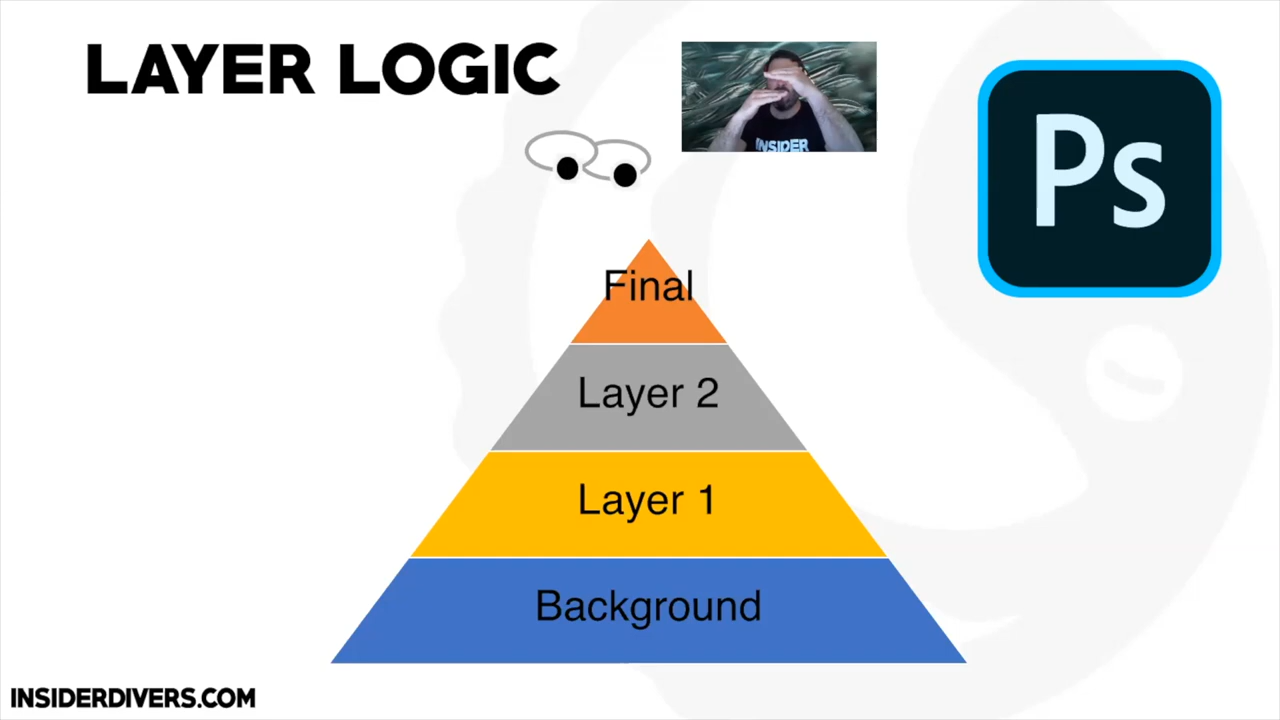 LAYER LOGIC
INSIDER
Ps
Final
Layer 2
Layer 1
Background
INSIDERDIVERS.COM